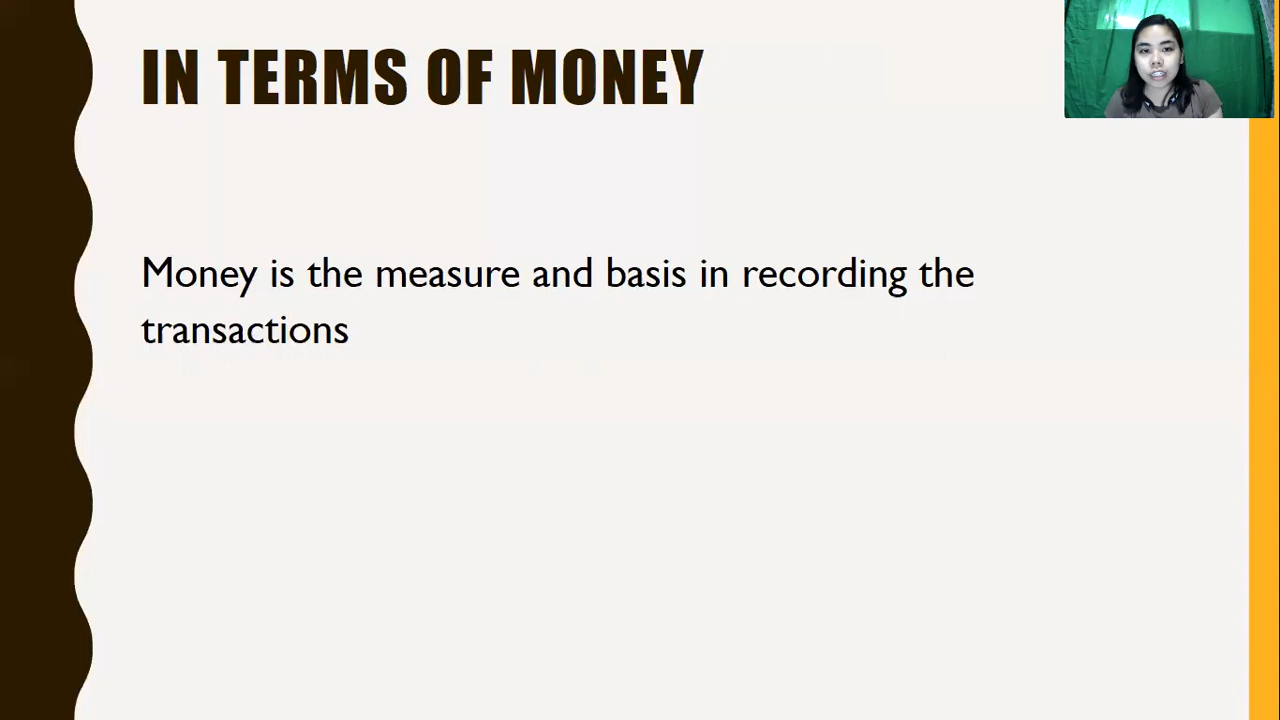 IN TERMS OF MONEY
Money is the measure and basis in recording the
transactions